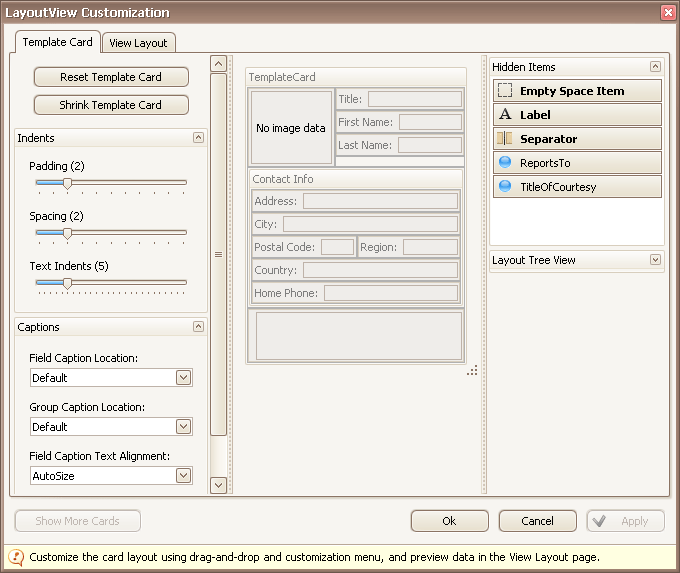 LayoutView Customization
Template Card
View Layout
Reset Template Card
Shrink Template Card
Indents
Padding (2)
Spacing (2)
Text Indents (5)
Captions
Field Caption Location:
Default
Group Caption Location:
Default
Field Caption Text Alignment:
AutoSize
TemplateCard
No image data
Title:
First Name:
Last Name:
Contact Info
Address:
City:
Postal Code:
Region:
Country:
Home Phone:
Hidden Items
Empty Space Item
A Label
Separator
ReportsTo
TitleOfCourtesy
Layout Tree View
Show More Cards
Ok
Cancel
Apply
Customize the card layout using drag-and-drop and customization menu, and preview data in the View Layout page.